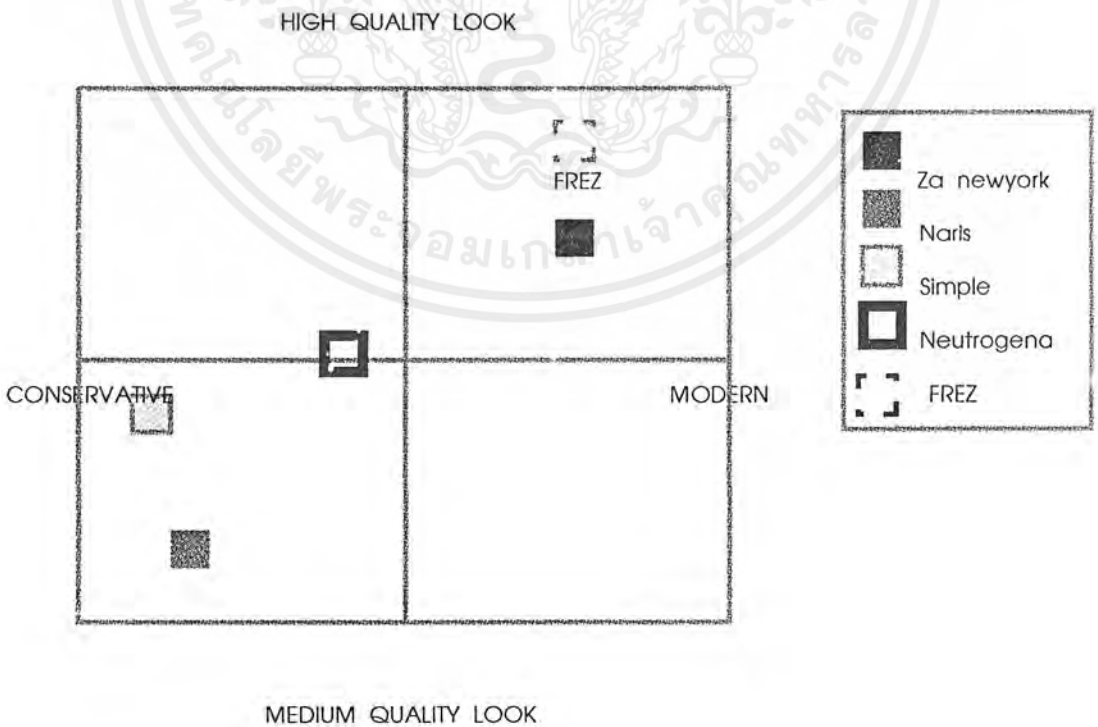 HIGH QUALITY LOOK
FREZ
CONSERVATIVE
MODERN
MEDIUM QUALITY LOOK
Za newyork
Naris
Simple
Neutrogena
FREZ